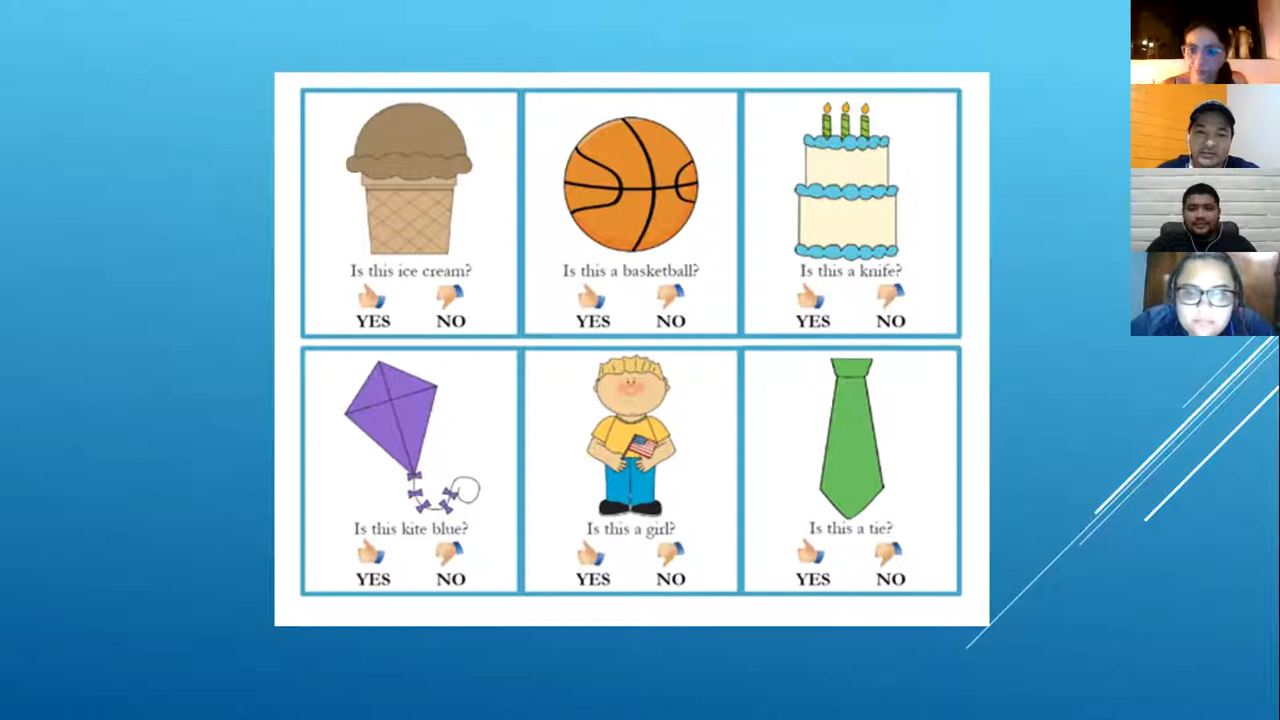 Is this ice cream?
YES NO
Is this a basketball?
YES NO
Is this a knife?
YES NO
Is this kite blue?
YES NO
Is this a girl?
YES NO
Is this a tie?
YES NO